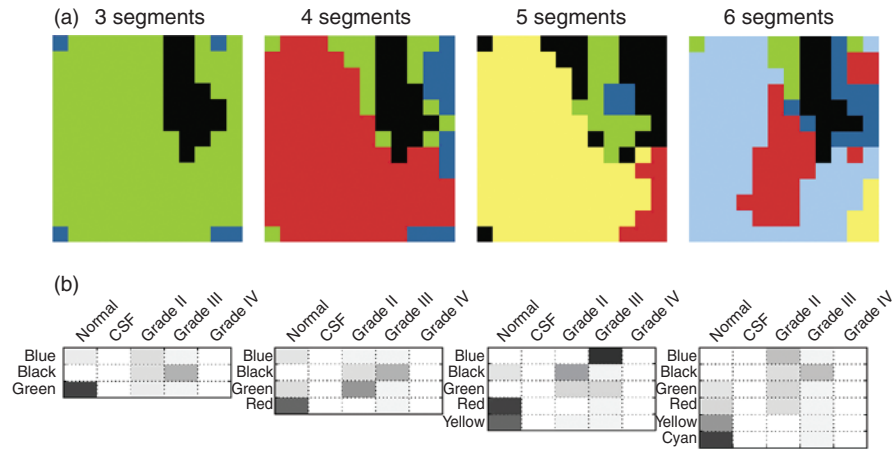 (a) 3 segments 4 segments 5 segments 6 segments
(b)
Normal CSF Grade II Grade III Grade IV
Blue
Black
Green
Normal CSF Grade II Grade III Grade IV
Blue
Black
Green
Red
Normal CSF Grade II Grade III Grade IV
Blue
Black
Green
Red
Yellow
Normal CSF Grade II Grade III Grade IV
Blue
Black
Green
Red
Yellow
Cyan